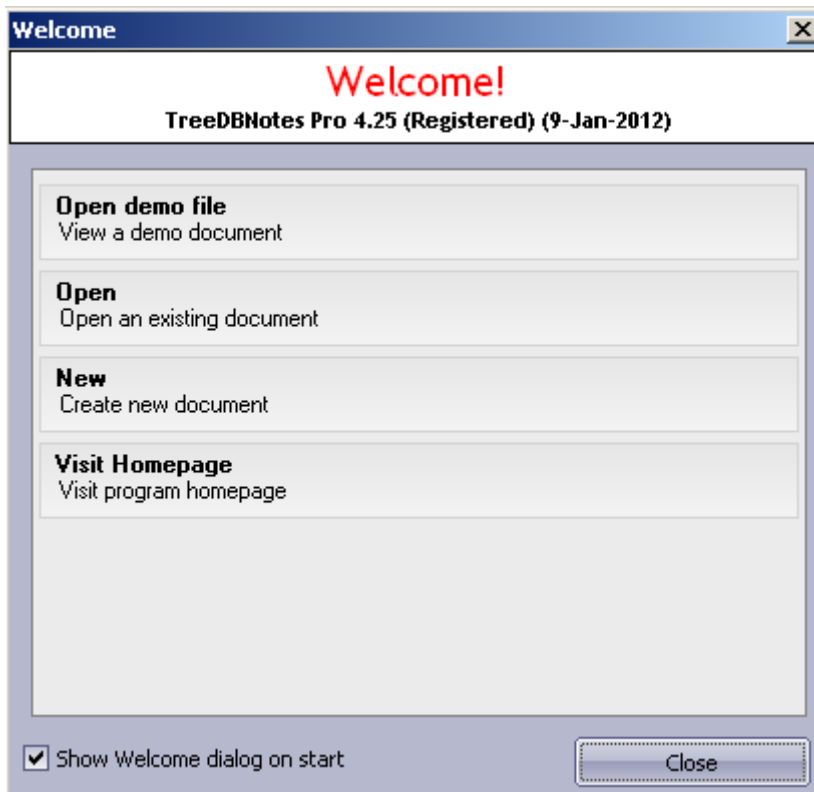 Welcome
Welcome!
TreeDBNotes Pro 4.25 (Registered) (9-Jan-2012)
Open demo file
View a demo document
Open
Open an existing document
New
Create new document
Visit Homepage
Visit program homepage
Show Welcome dialog on start
Close